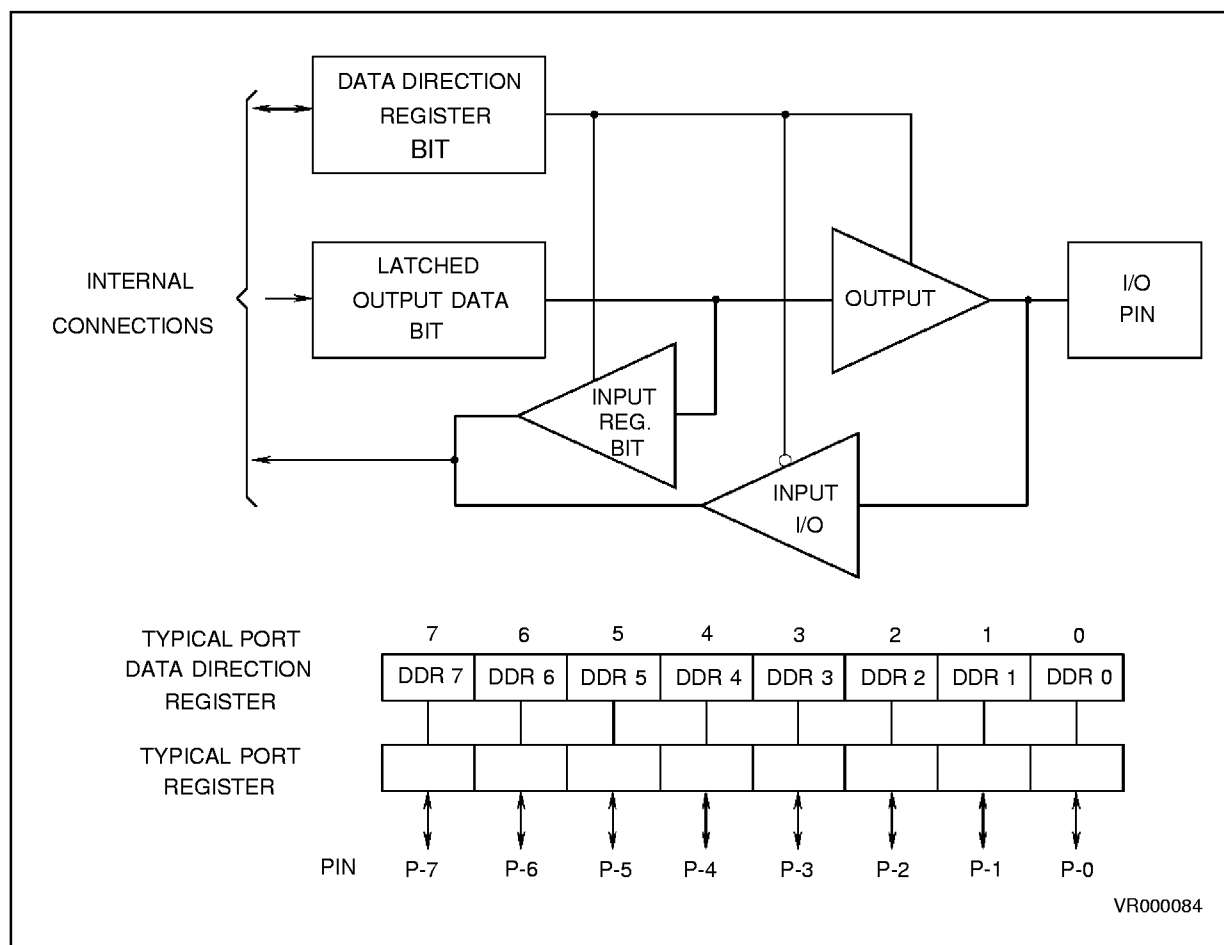 DATA DIRECTION
REGISTER
BIT
INTERNAL
CONNECTIONS
LATCHED
OUTPUT DATA
BIT
OUTPUT
I/O
PIN
INPUT
REG.
BIT
INPUT
I/O
TYPICAL PORT
DATA DIRECTION
REGISTER
7 6 5 4 3 2 1 0
DDR 7 DDR 6 DDR 5 DDR 4 DDR 3 DDR 2 DDR 1 DDR 0
TYPICAL PORT
REGISTER
PIN P-7 P-6 P-5 P-4 P-3 P-2 P-1 P-0
VR000084